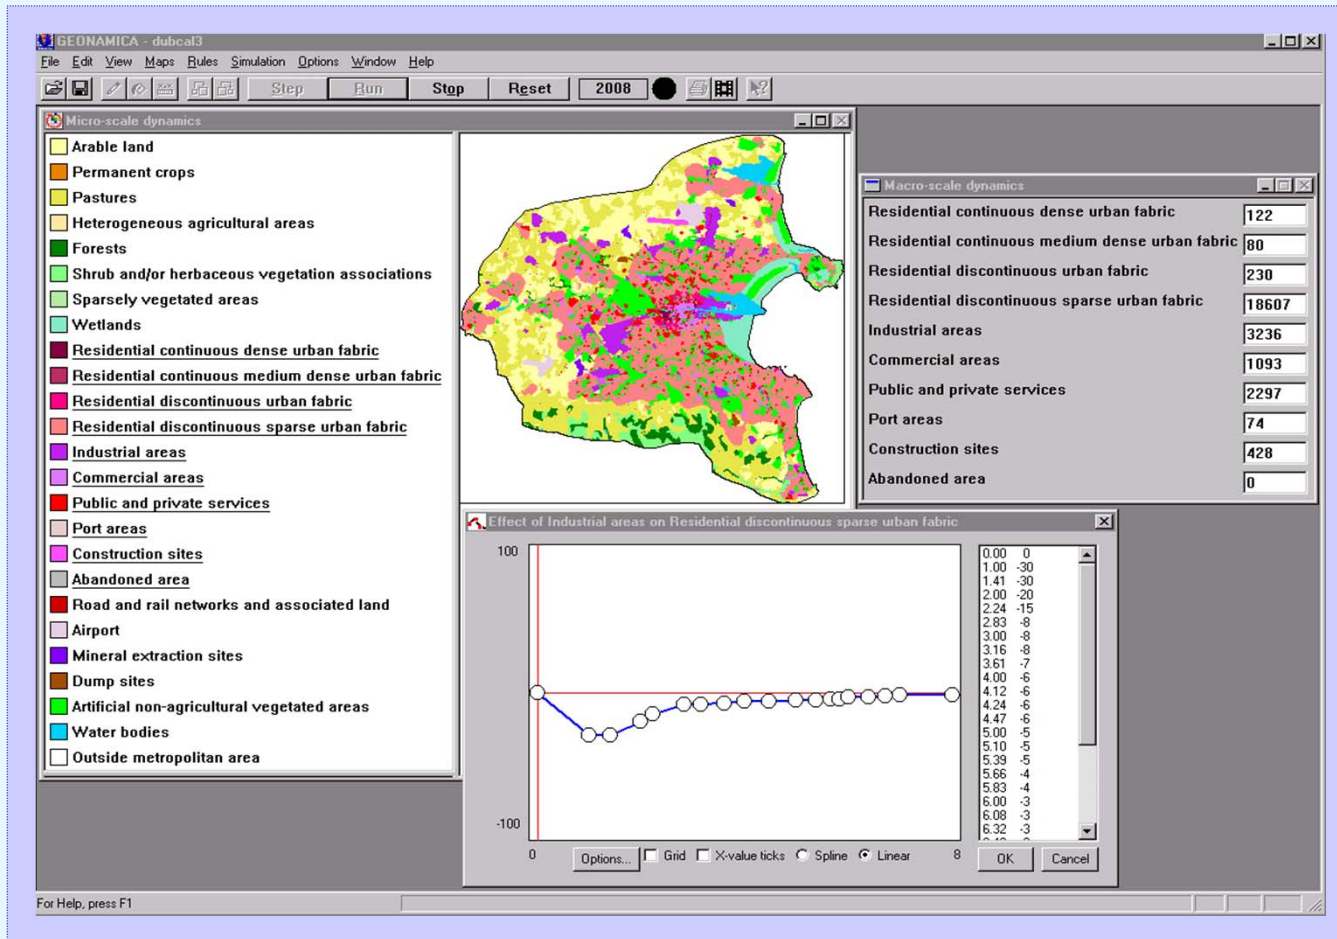 GEONAMICA - dubcal3
File Edit View Maps Rules Simulation Options Window Help
Step Run Stop Reset 2008
Micro-scale dynamics
Arable land
Permanent crops
Pastures
Heterogeneous agricultural areas
Forests
Shrub and/or herbaceous vegetation associations
Sparsely vegetated areas
Wetlands
Residential continuous dense urban fabric
Residential continuous medium dense urban fabric
Residential discontinuous urban fabric
Residential discontinuous sparse urban fabric
Industrial areas
Commercial areas
Public and private services
Port areas
Construction sites
Abandoned area
Road and rail networks and associated land
Airport
Mineral extraction sites
Dump sites
Artificial non-agricultural vegetated areas
Water bodies
Outside metropolitan area
Macro-scale dynamics
Residential continuous dense urban fabric 122
Residential continuous medium dense urban fabric 80
Residential discontinuous urban fabric 230
Residential discontinuous sparse urban fabric 18607
Industrial areas 3236
Commercial areas 1093
Public and private services 2297
Port areas 74
Construction sites 428
Abandoned area 0
Effect of Industrial areas on Residential discontinuous sparse urban fabric
100
-100
0
8
0.00 0
1.00 -30
1.41 -30
2.00 -20
2.24 -15
2.83 -8
3.00 -8
3.16 -8
3.61 -7
4.00 -6
4.12 -6
4.24 -6
4.47 -6
5.00 -5
5.10 -5
5.39 -5
5.66 -4
5.83 -4
6.00 -3
6.08 -3
6.32 -3
Options... Grid X-value ticks Spline Linear
OK Cancel
For Help, press F1